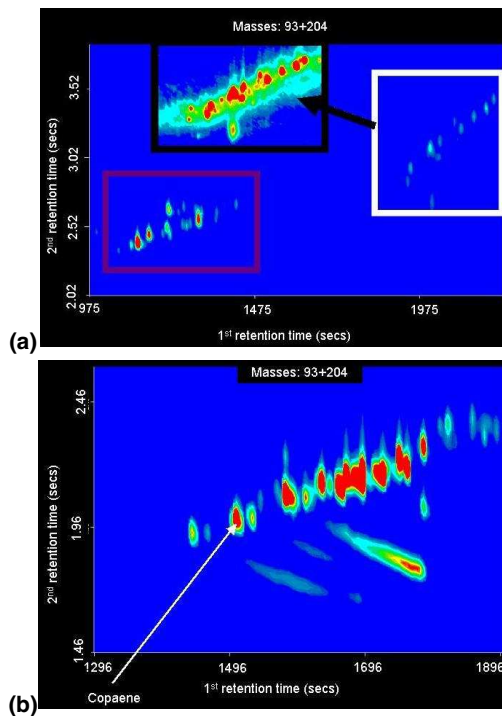 Masses: 93+204
2nd retention time (secs)
3.52
3.02
2.52
2.02
975
1475
1975
1st retention time (secs)
(a)
Masses: 93+204
2nd retention time (secs)
2.46
1.96
1.46
1296
1496
1696
1896
Copaene
1st retention time (secs)
(b)